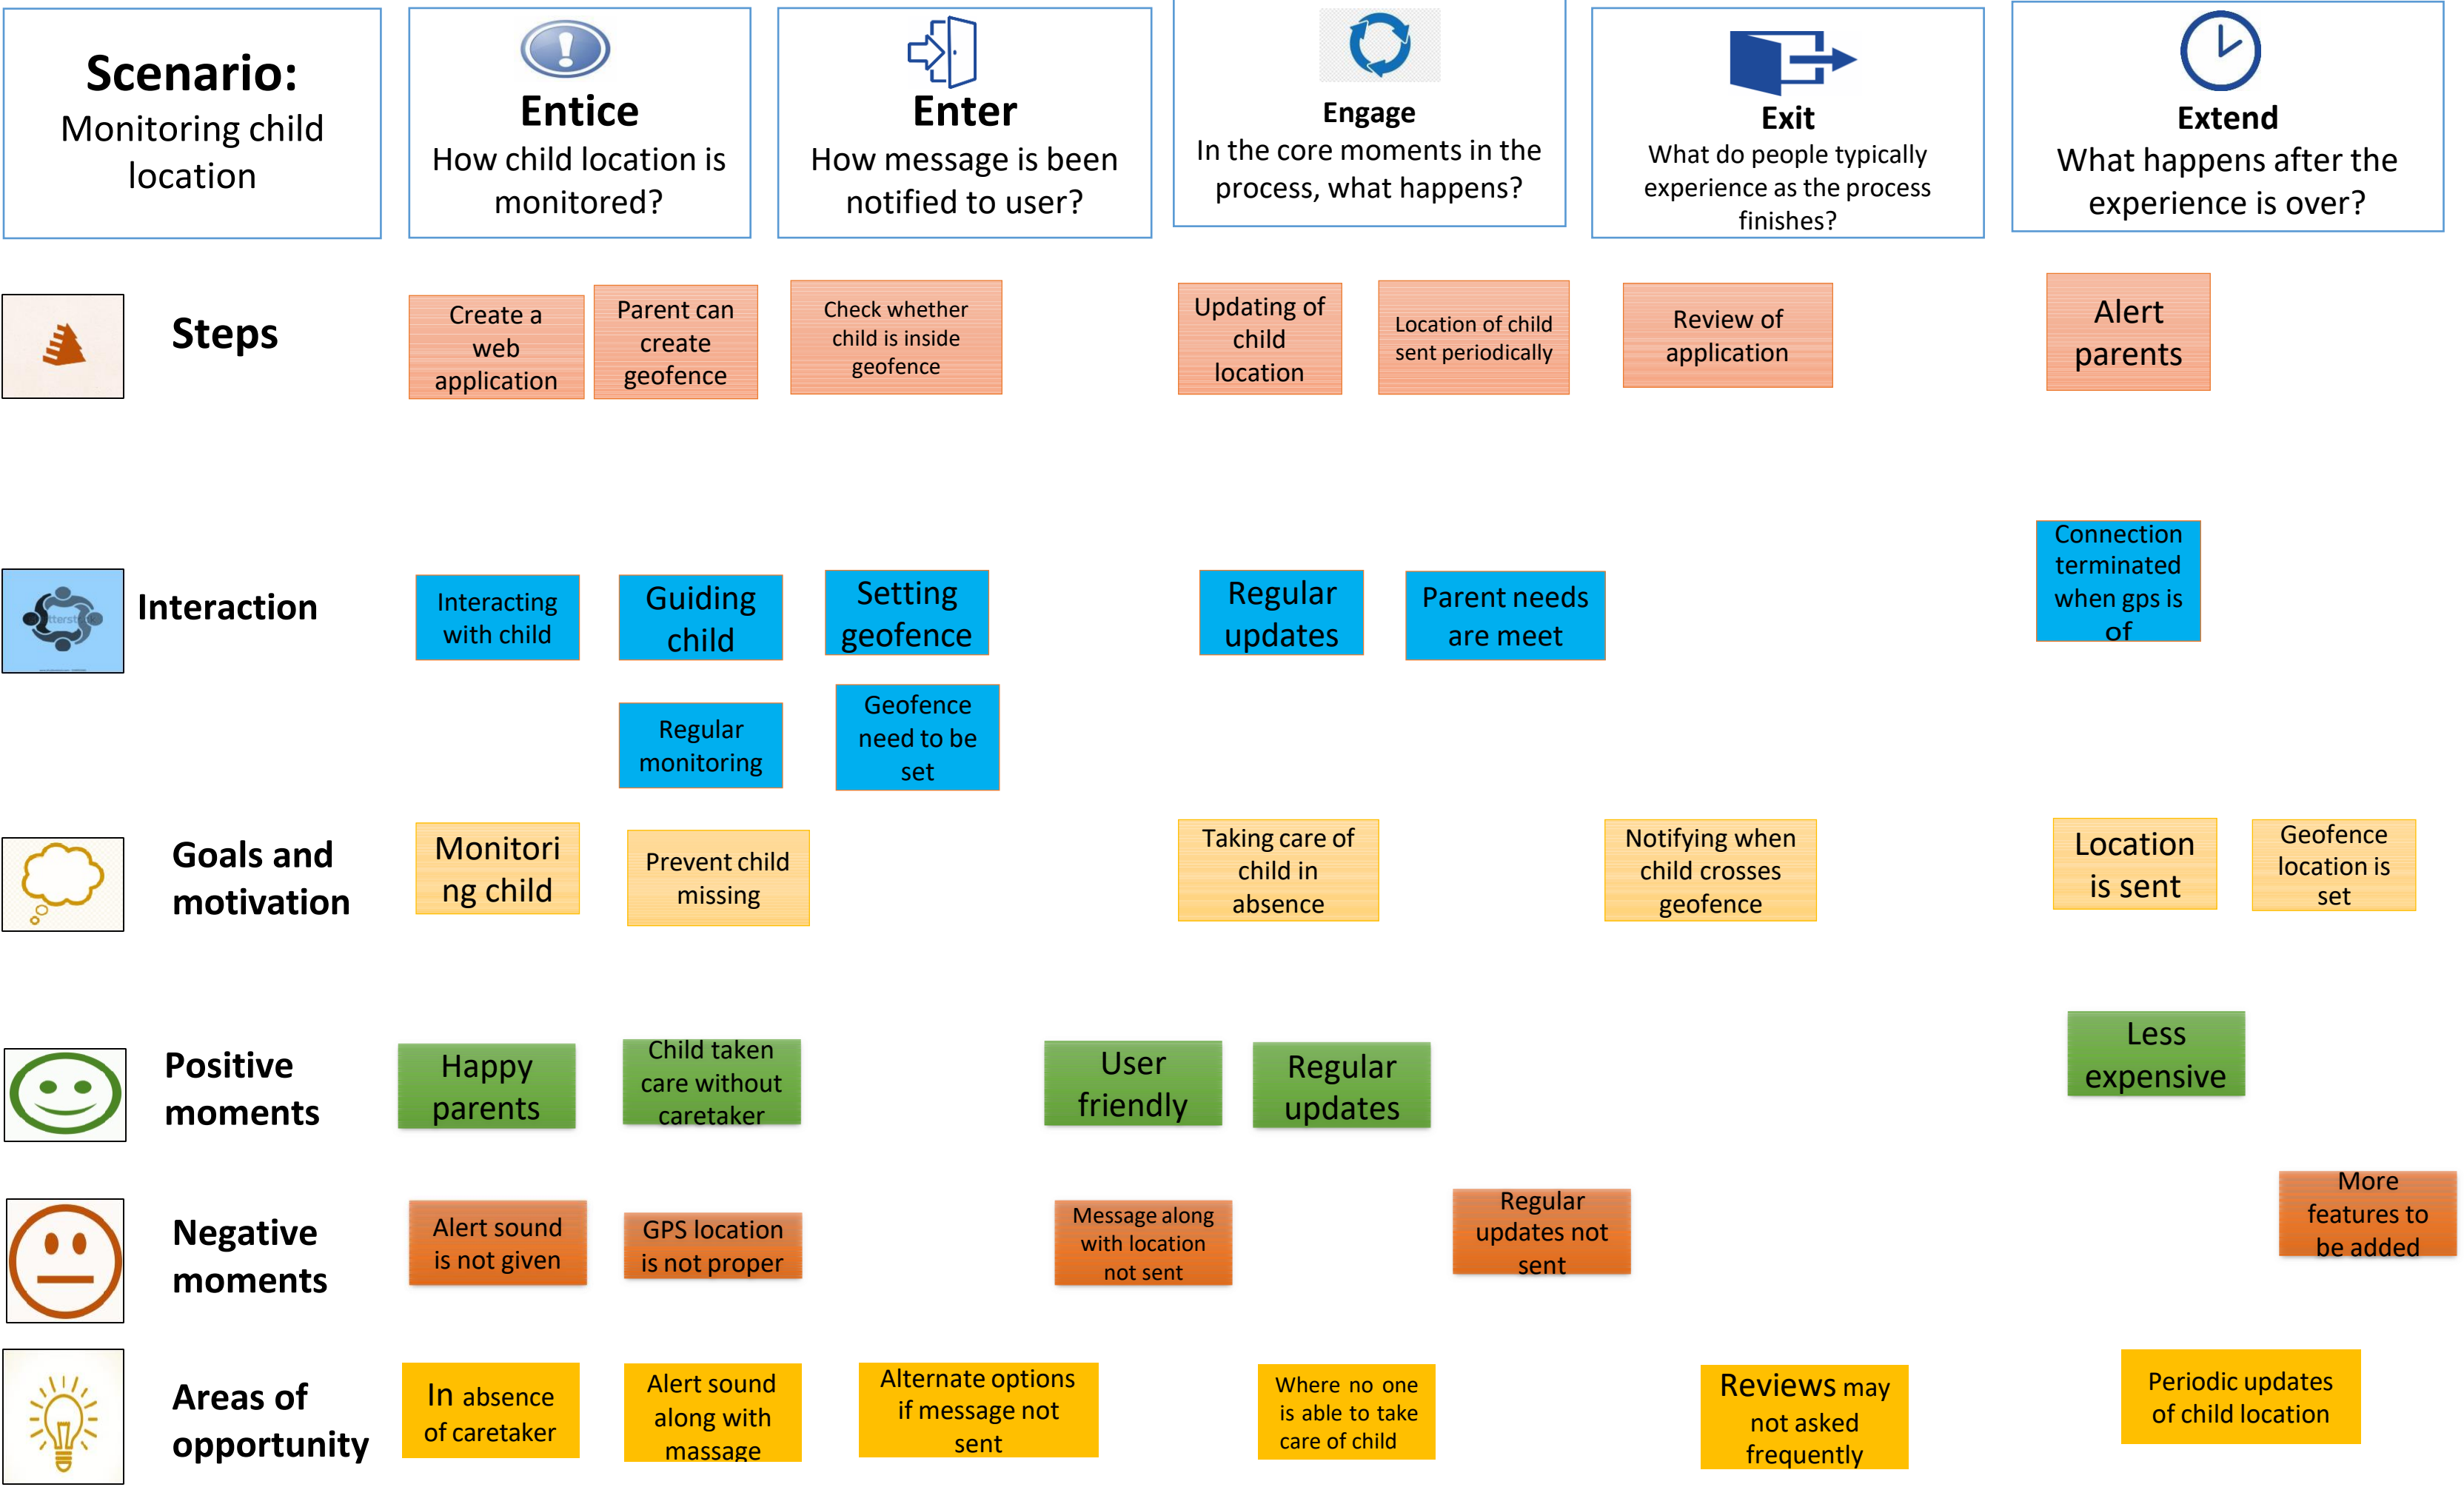 Scenario:
Monitoring child
location
Entice
How child location is
monitored?
Enter
How message is been
notified to user?
Engage
In the core moments in the
process, what happens?
Exit
What do people typically
experience as the process
finishes?
Extend
What happens after the
experience is over?
Steps
Create a
web
application
Parent can
create
geofence
Check whether
child is inside
geofence
Updating of
child
location
Location of child
sent periodically
Review of
application
Alert
parents
Interaction
Interacting
with child
Guiding
child
Setting
geofence
Regular
updates
Parent needs
are meet
Connection
terminated
when gps is
of
Regular
monitoring
Geofence
need to be
set
Goals and
motivation
Monitori
ng child
Prevent child
missing
Taking care of
child in
absence
Notifying when
child crosses
geofence
Location
is sent
Geofence
location is
set
Positive
moments
Happy
parents
Child taken
care without
caretaker
User
friendly
Regular
updates
Less
expensive
Negative
moments
Alert sound
is not given
GPS location
is not proper
Message along
with location
not sent
Regular
updates not
sent
More
features to
be added
Areas of
opportunity
In absence
of caretaker
Alert sound
along with
massage
Alternate options
if message not
sent
Where no one
is able to take
care of child
Reviews may
not asked
frequently
Periodic updates
of child location